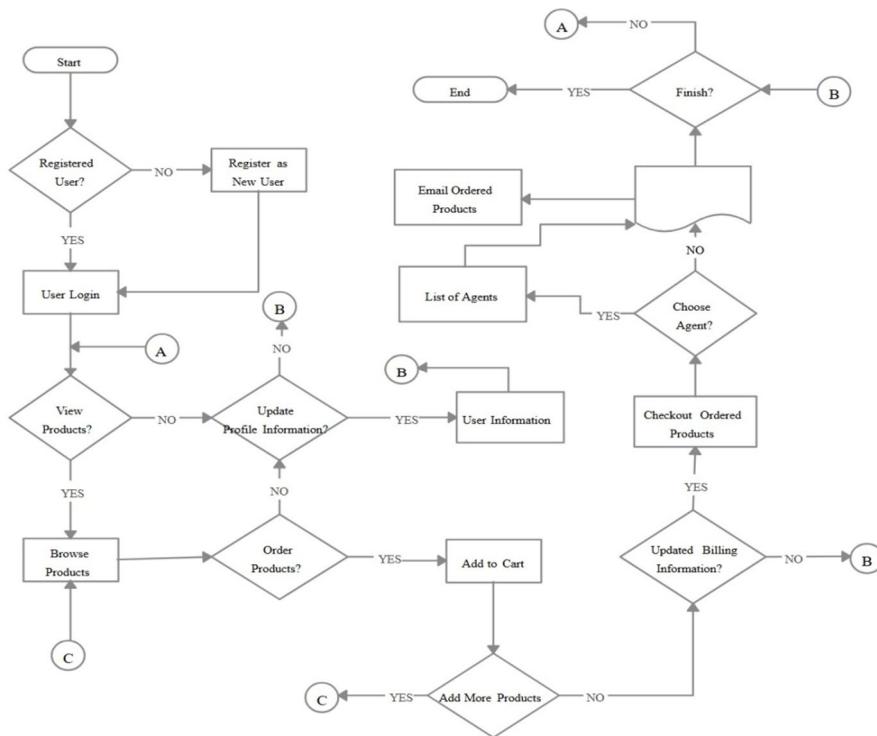 Start
Registered
User?
NO
Register as
New User
YES
User Login
A
View
Products?
NO
YES
Browse
Products
C
B
NO
Update
Profile Information?
YES
User Information
B
NO
Order
Products?
YES
Add to Cart
Add More Products
YES
C
NO
Updated Billing
Information?
NO
B
YES
Checkout Ordered
Products
Choose
Agent?
YES
List of Agents
NO
Email Ordered
Products
Finish?
B
YES
End
NO
A